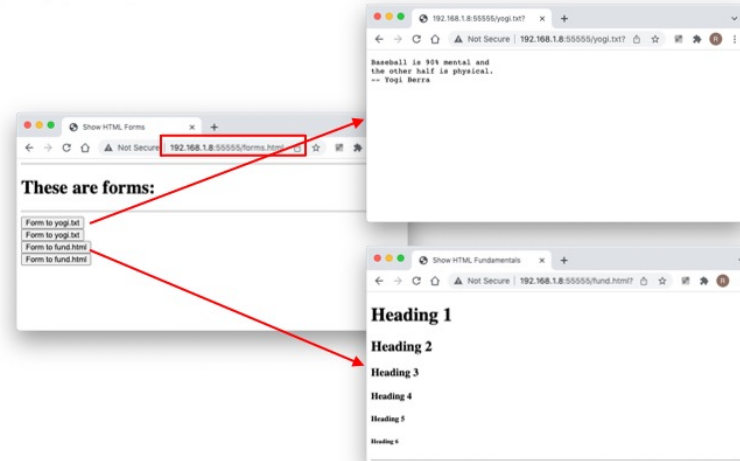 Show HTML Forms
Not Secure | 192.168.1.8:55555/forms.html
These are forms:
Form to yogi.txt
Form to yogi.txt
Form to fund.html
Form to fund.html
192.168.1.8:55555/yogi.txt?
Not Secure | 192.168.1.8:55555/yogi.txt?
R
Baseball is 90% mental and
the other half is physical.
-- Yogi Berra
Show HTML Fundamentals
Not Secure | 192.168.1.8:55555/fund.html?
R
Heading 1
Heading 2
Heading 3
Heading 4
Heading 5
Heading 6